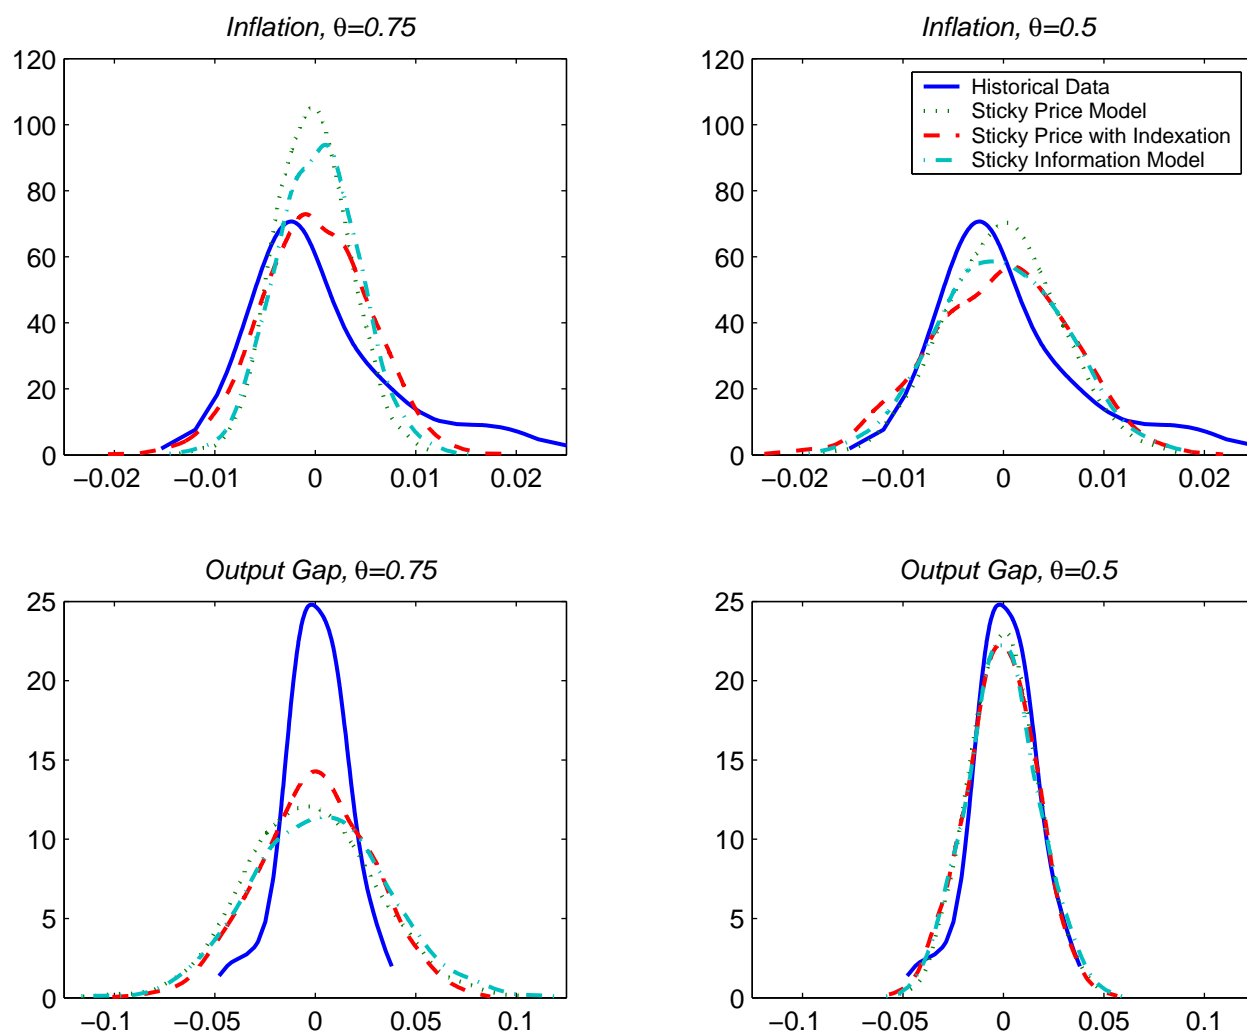 Inflation, θ=0.75
120
100
80
60
40
20
0
−0.02 −0.01 0 0.01 0.02
Inflation, θ=0.5
120
100
80
60
40
20
0
−0.02 −0.01 0 0.01 0.02
Historical Data
Sticky Price Model
Sticky Price with Indexation
Sticky Information Model
Output Gap, θ=0.75
25
20
15
10
5
0
−0.1 −0.05 0 0.05 0.1
Output Gap, θ=0.5
25
20
15
10
5
0
−0.1 −0.05 0 0.05 0.1